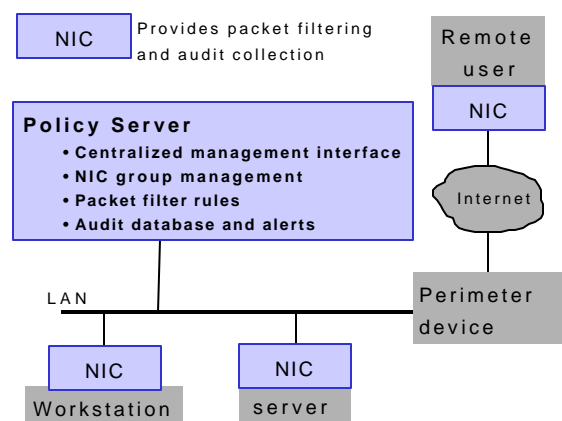 NIC
Provides packet filtering
and audit collection
Remote
user
NIC
Policy Server
• Centralized management interface
• NIC group management
• Packet filter rules
• Audit database and alerts
Internet
LAN
Perimeter
device
NIC
Workstation
NIC
server